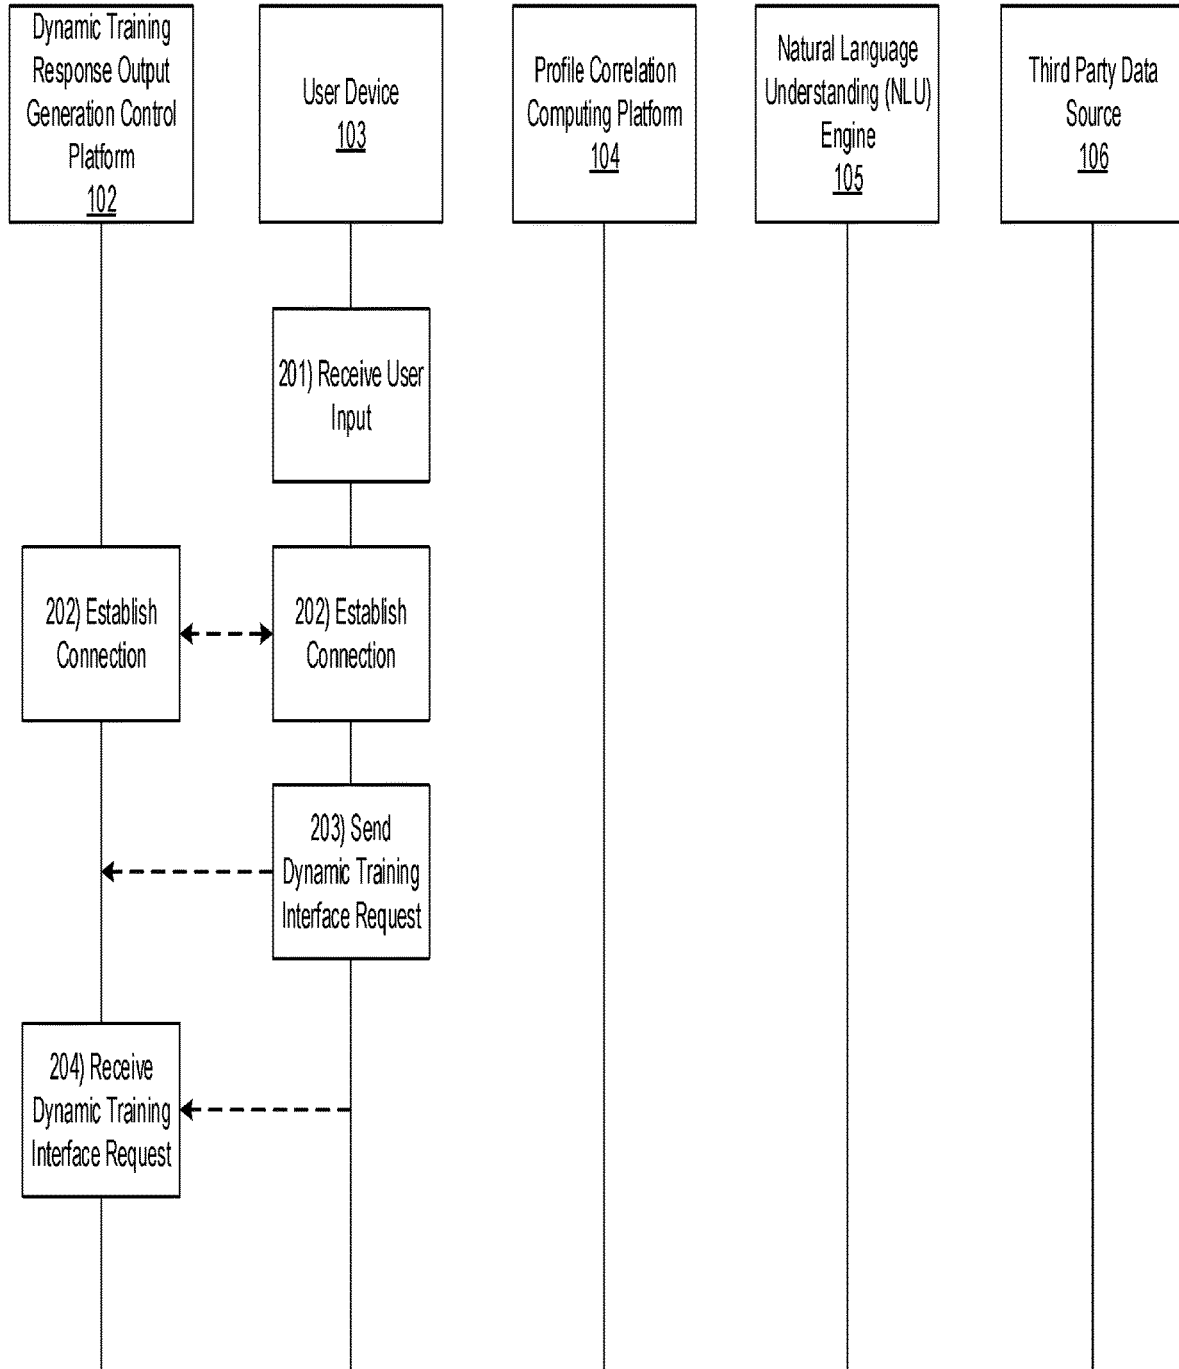 Dynamic Training
Response Output
Generation Control
Platform
102
User Device
103
Profile Correlation
Computing Platform
104
Natural Language
Understanding (NLU)
Engine
105
Third Party Data
Source
106
201) Receive User
Input
202) Establish
Connection
202) Establish
Connection
203) Send
Dynamic Training
Interface Request
204) Receive
Dynamic Training
Interface Request